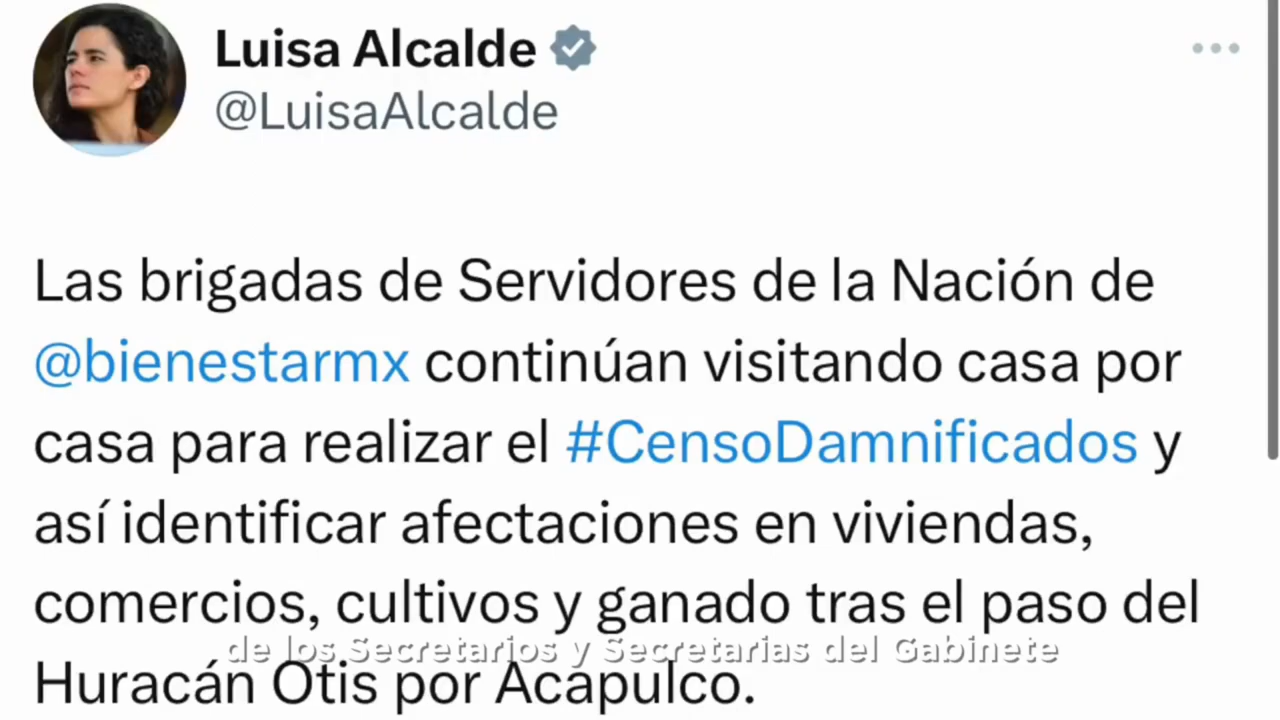 Luisa Alcalde
@LuisaAlcalde
Las brigadas de Servidores de la Nación de
@bienestarmx continúan visitando casa por
casa para realizar el #CensoDamnificados y
así identificar afectaciones en viviendas,
comercios, cultivos y ganado tras el paso del
de los Secretarios y Secretarias del Gabinete
Huracán Otis por Acapulco.